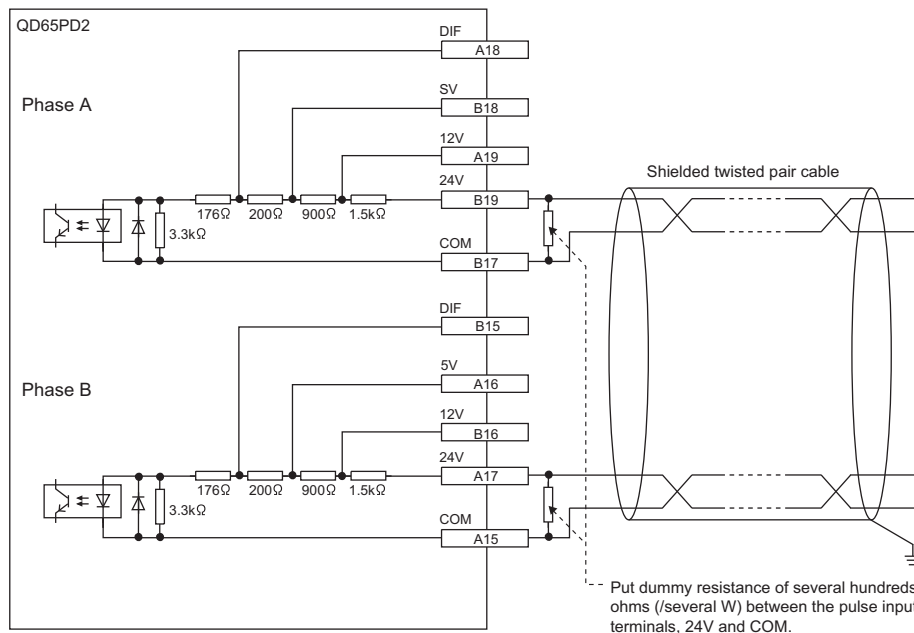 QD65PD2
DIF
A18
Phase A
SV
B18
12V
A19
Shielded twisted pair cable
24V
B19
176Ω 200Ω 900Ω 1.5kΩ
3.3kΩ
COM
B17
DIF
B15
5V
A16
Phase B
12V
B16
24V
A17
176Ω 200Ω 900Ω 1.5kΩ
3.3kΩ
COM
A15
Put dummy resistance of several hundreds
ohms (/several W) between the pulse input
terminals, 24V and COM.